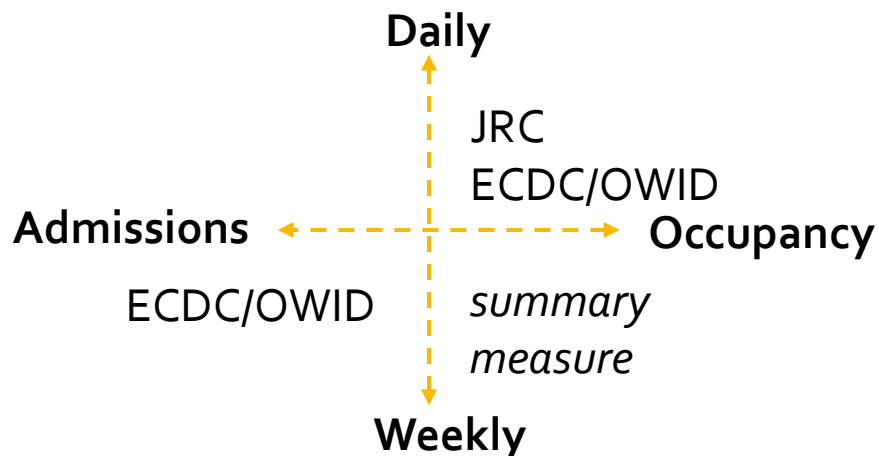 Daily
JRC
ECDC/OWID
Admissions
Occupancy
ECDC/OWID
summary
measure
Weekly